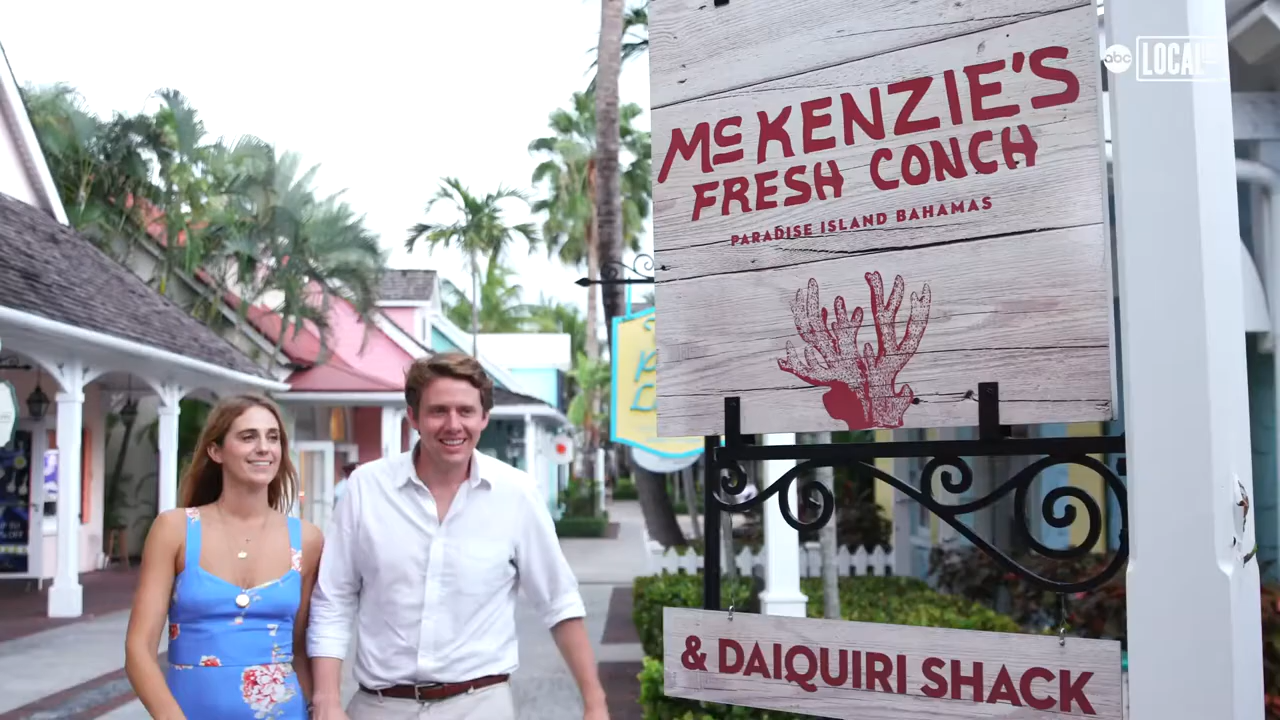 abc LOCAL
McKENZIE'S
FRESH CONCH
PARADISE ISLAND BAHAMAS
& DAIQUIRI SHACK